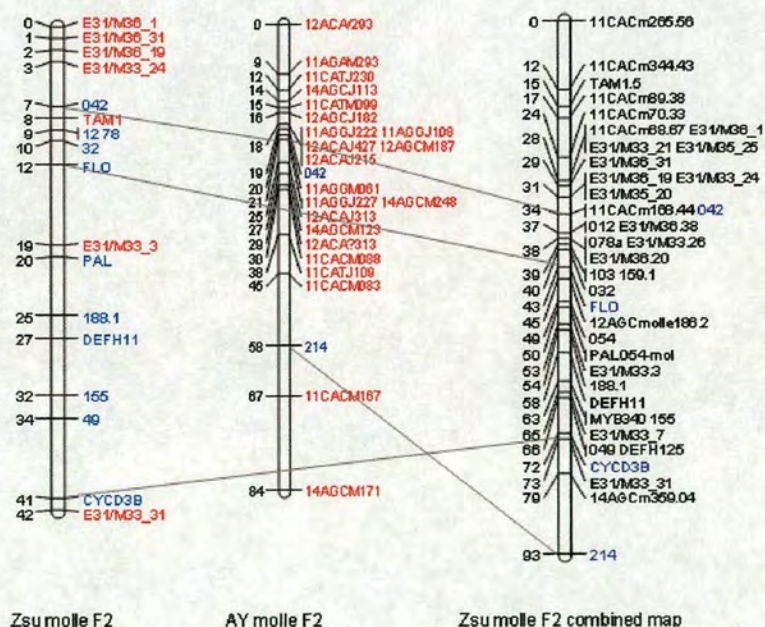 0 E31/M36_1
1 E31/M36_31
2 E31/M36_19
3 E31/M33_24
7 042
8 TAM1
9 12 78
10 32
12 FLO
19 E31/M33_3
20 PAL
25 188.1
27 DEFH11
32 155
34 49
41 CYCD3B
42 E31/M33_31
Zsu molle F2
0 12ACA/293
9 11AGAM293
12 11CATJ230
14 14AGCJ113
15 11CATM099
16 12AGCJ182
11AGGJ222 11AGGJ108
18 12ACAJ427 12AGCM187
12ACAJ215
19 042
20 11AGGM061
21 11AGGJ227 14AGCM248
25 12ACAJ313
27 14AGCM123
29 12ACA?313
30 11CACM088
38 11CATJ109
45 11CACM083
58 214
67 11CACM167
84 14AGCM171
AY molle F2
0 11CACm265.56
12 11CACm344.43
15 TAM1.5
17 11CACm89.38
24 11CACm70.33
28 11CACm68.67 E31/M36_1
E31/M33_21 E31/M35_25
29 E31/M36_31
E31/M36_19 E31/M33_24
31 E31/M35_20
34 11CACm168.44 042
37 012 E31/M36.38
38 078a E31/M33.26
E31/M36.20
39 103 159.1
40 032
43 FLO
45 12AGCmolle186.2
49 054
50 PAL054-mol
53 E31/M33.3
54 188.1
58 DEFH11
63 MYB340 155
65 E31/M33_7
66 049 DEFH125
72 CYCD3B
73 E31/M33_31
79 14AGCm359.04
93 214
Zsu molle F2 combined map